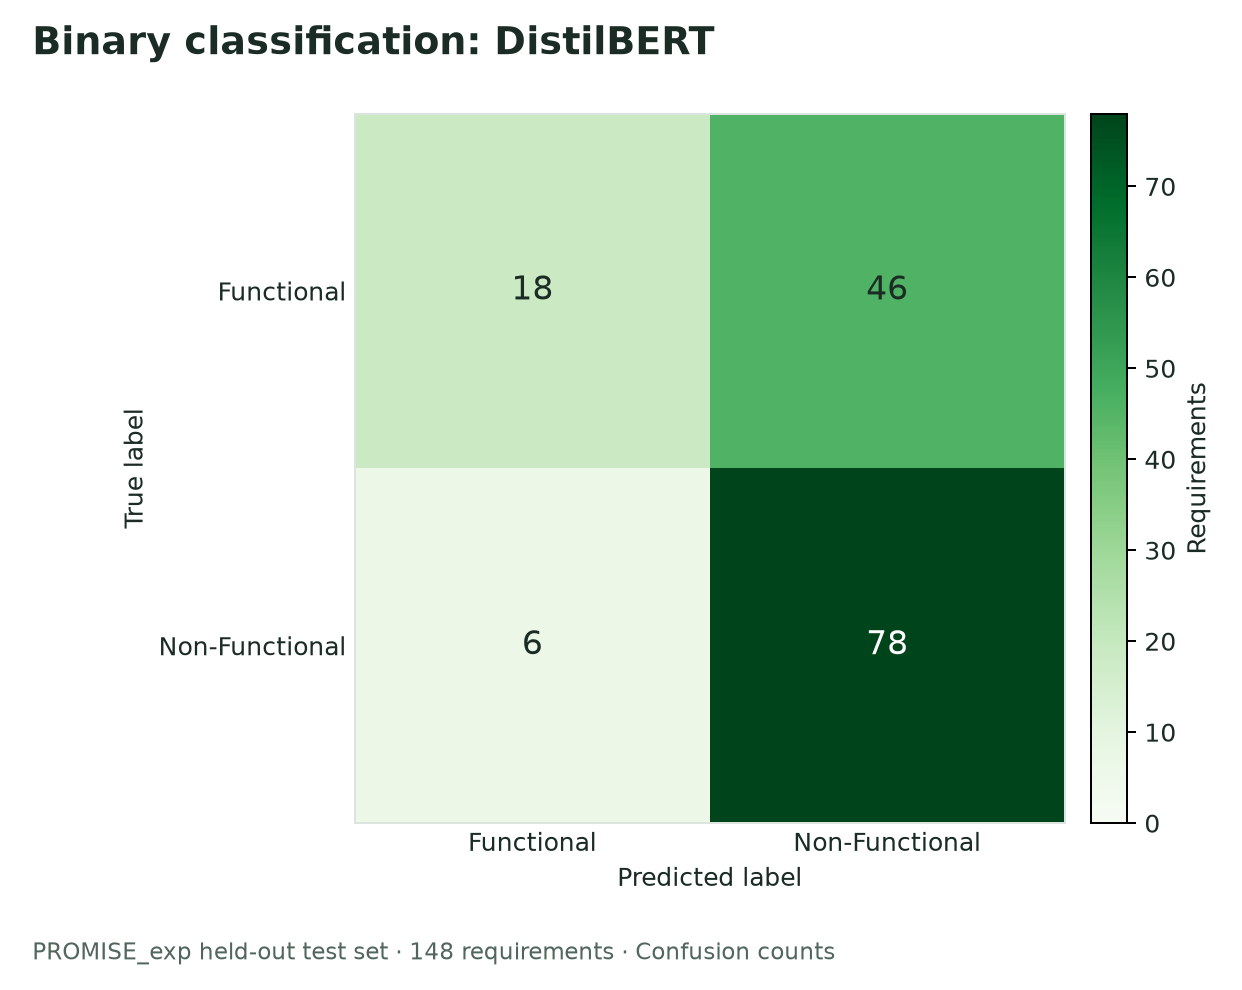 Binary classification: DistilBERT
Functional
18
46
Non-Functional
6
78
True label
Functional
Non-Functional
Predicted label
70
60
50
40
30
20
10
0
Requirements
PROMISE_exp held-out test set · 148 requirements · Confusion counts